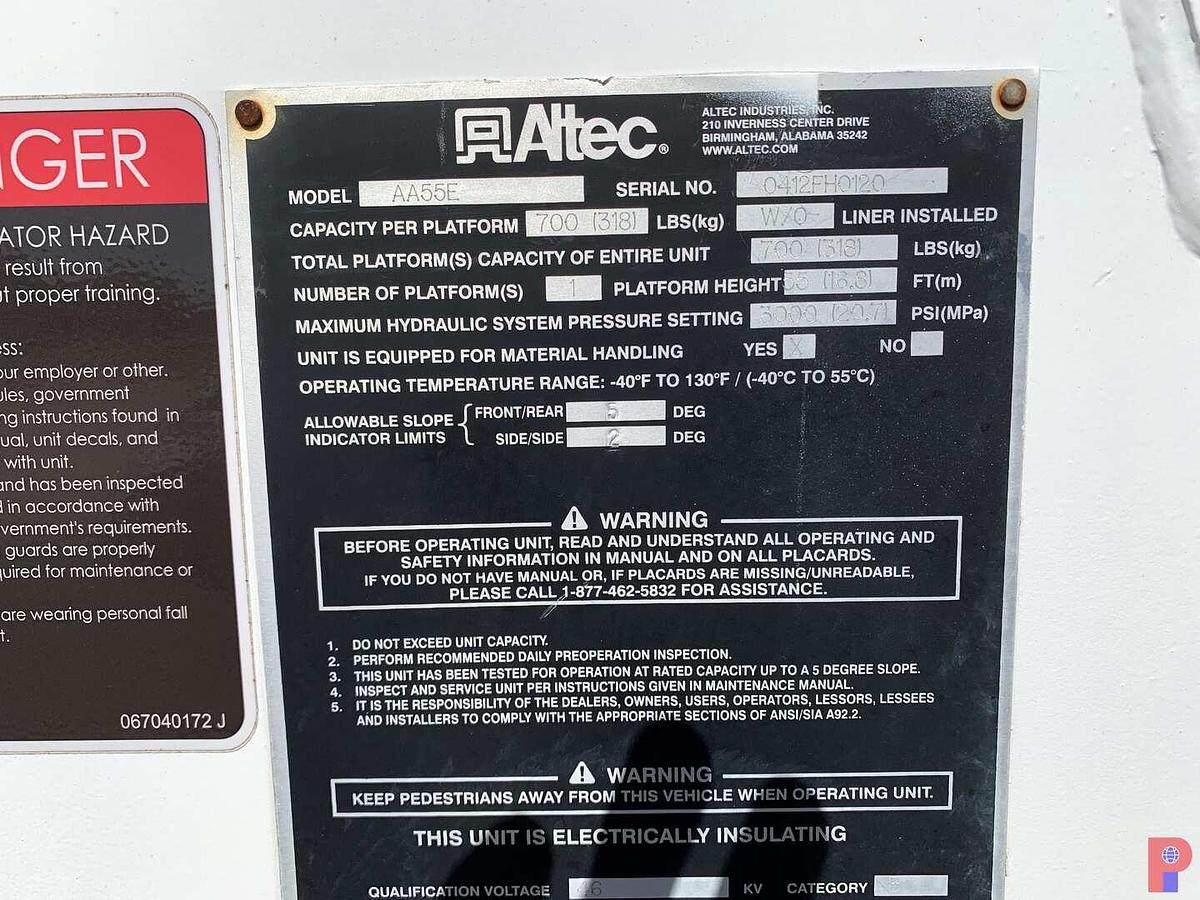 NGER
ATOR HAZARD
result from
ut proper training.
ess:
our employer or other.
ules, government
ng instructions found in
ual, unit decals, and
with unit.
and has been inspected
d in accordance with
vernment's requirements.
guards are properly
quired for maintenance or
are wearing personal fall
t.
067040172 J
Altec®
ALTEC INDUSTRIES, INC.
210 INVERNESS CENTER DRIVE
BIRMINGHAM, ALABAMA 35242
WWW.ALTEC.COM
MODEL AA55E SERIAL NO. 0412FH0120
CAPACITY PER PLATFORM 700 (318) LBS(kg) W/O- LINER INSTALLED
TOTAL PLATFORM(S) CAPACITY OF ENTIRE UNIT 700 (318) LBS(kg)
NUMBER OF PLATFORM(S) 1 PLATFORM HEIGHT 55 (16.8) FT(m)
MAXIMUM HYDRAULIC SYSTEM PRESSURE SETTING 3000 (20.7) PSI(MPa)
UNIT IS EQUIPPED FOR MATERIAL HANDLING YES X NO
OPERATING TEMPERATURE RANGE: -40°F TO 130°F / (-40°C TO 55°C)
ALLOWABLE SLOPE INDICATOR LIMITS
FRONT/REAR 5 DEG
SIDE/SIDE 2 DEG
WARNING
BEFORE OPERATING UNIT, READ AND UNDERSTAND ALL OPERATING AND
SAFETY INFORMATION IN MANUAL AND ON ALL PLACARDS.
IF YOU DO NOT HAVE MANUAL OR, IF PLACARDS ARE MISSING/UNREADABLE,
PLEASE CALL 1-877-462-5832 FOR ASSISTANCE.
1. DO NOT EXCEED UNIT CAPACITY.
2. PERFORM RECOMMENDED DAILY PREOPERATION INSPECTION.
3. THIS UNIT HAS BEEN TESTED FOR OPERATION AT RATED CAPACITY UP TO A 5 DEGREE SLOPE.
4. INSPECT AND SERVICE UNIT PER INSTRUCTIONS GIVEN IN MAINTENANCE MANUAL.
5. IT IS THE RESPONSIBILITY OF THE DEALERS, OWNERS, USERS, OPERATORS, LESSORS, LESSEES
AND INSTALLERS TO COMPLY WITH THE APPROPRIATE SECTIONS OF ANSI/SIA A92.2.
WARNING
KEEP PEDESTRIANS AWAY FROM THIS VEHICLE WHEN OPERATING UNIT.
THIS UNIT IS ELECTRICALLY INSULATING
QUALIFICATION VOLTAGE 46 KV CATEGORY